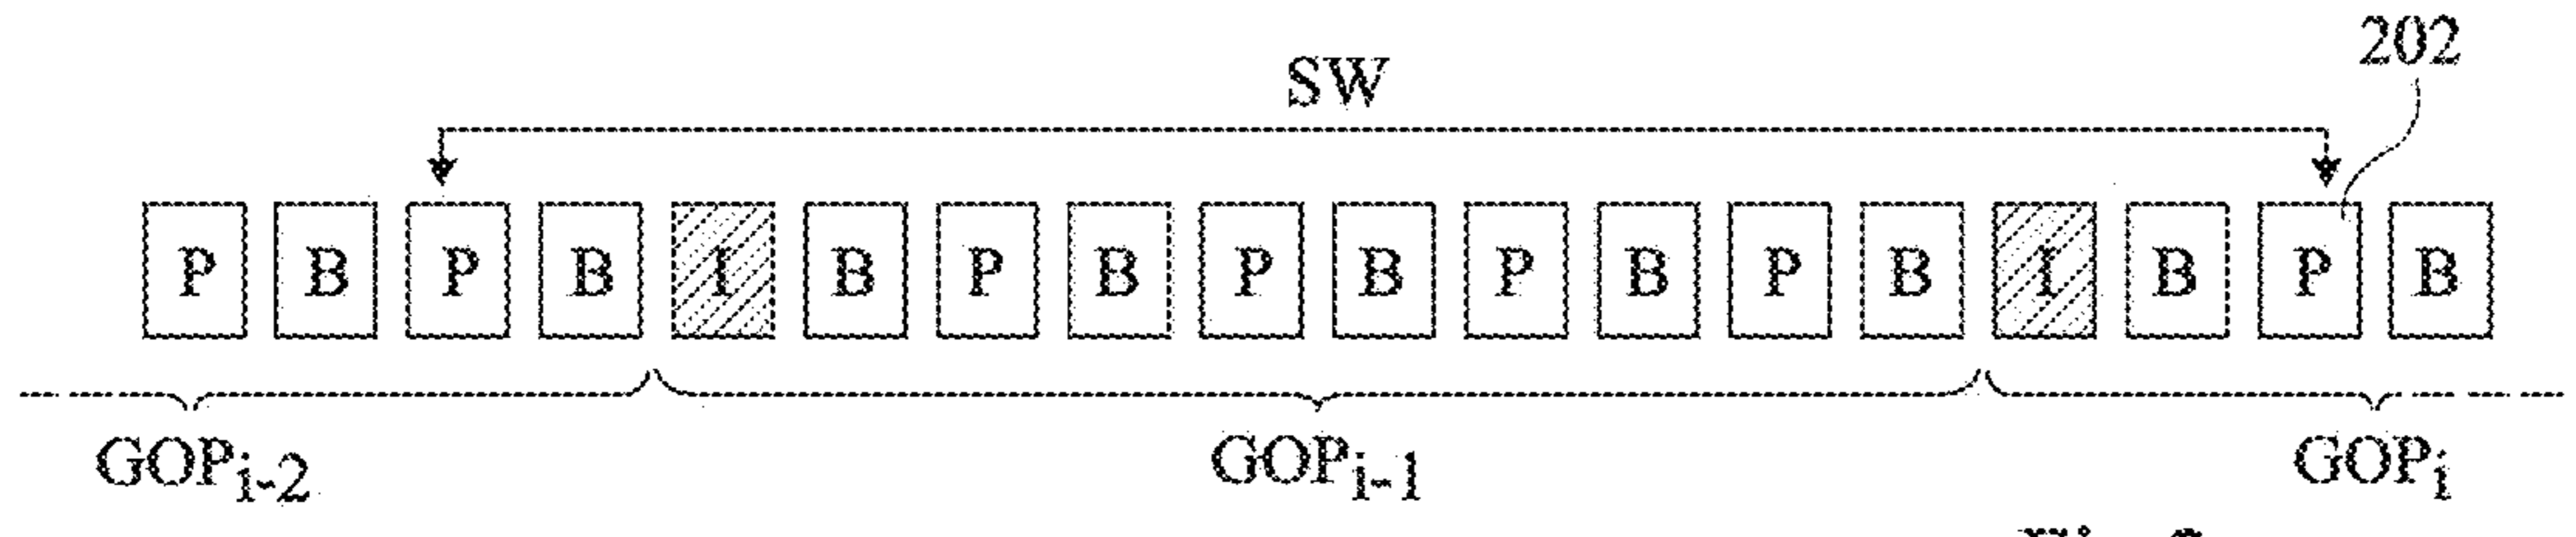 202
SW
P B P B I B P B P B P B P B I B P B
GOPi-2 GOPi-1 GOPi